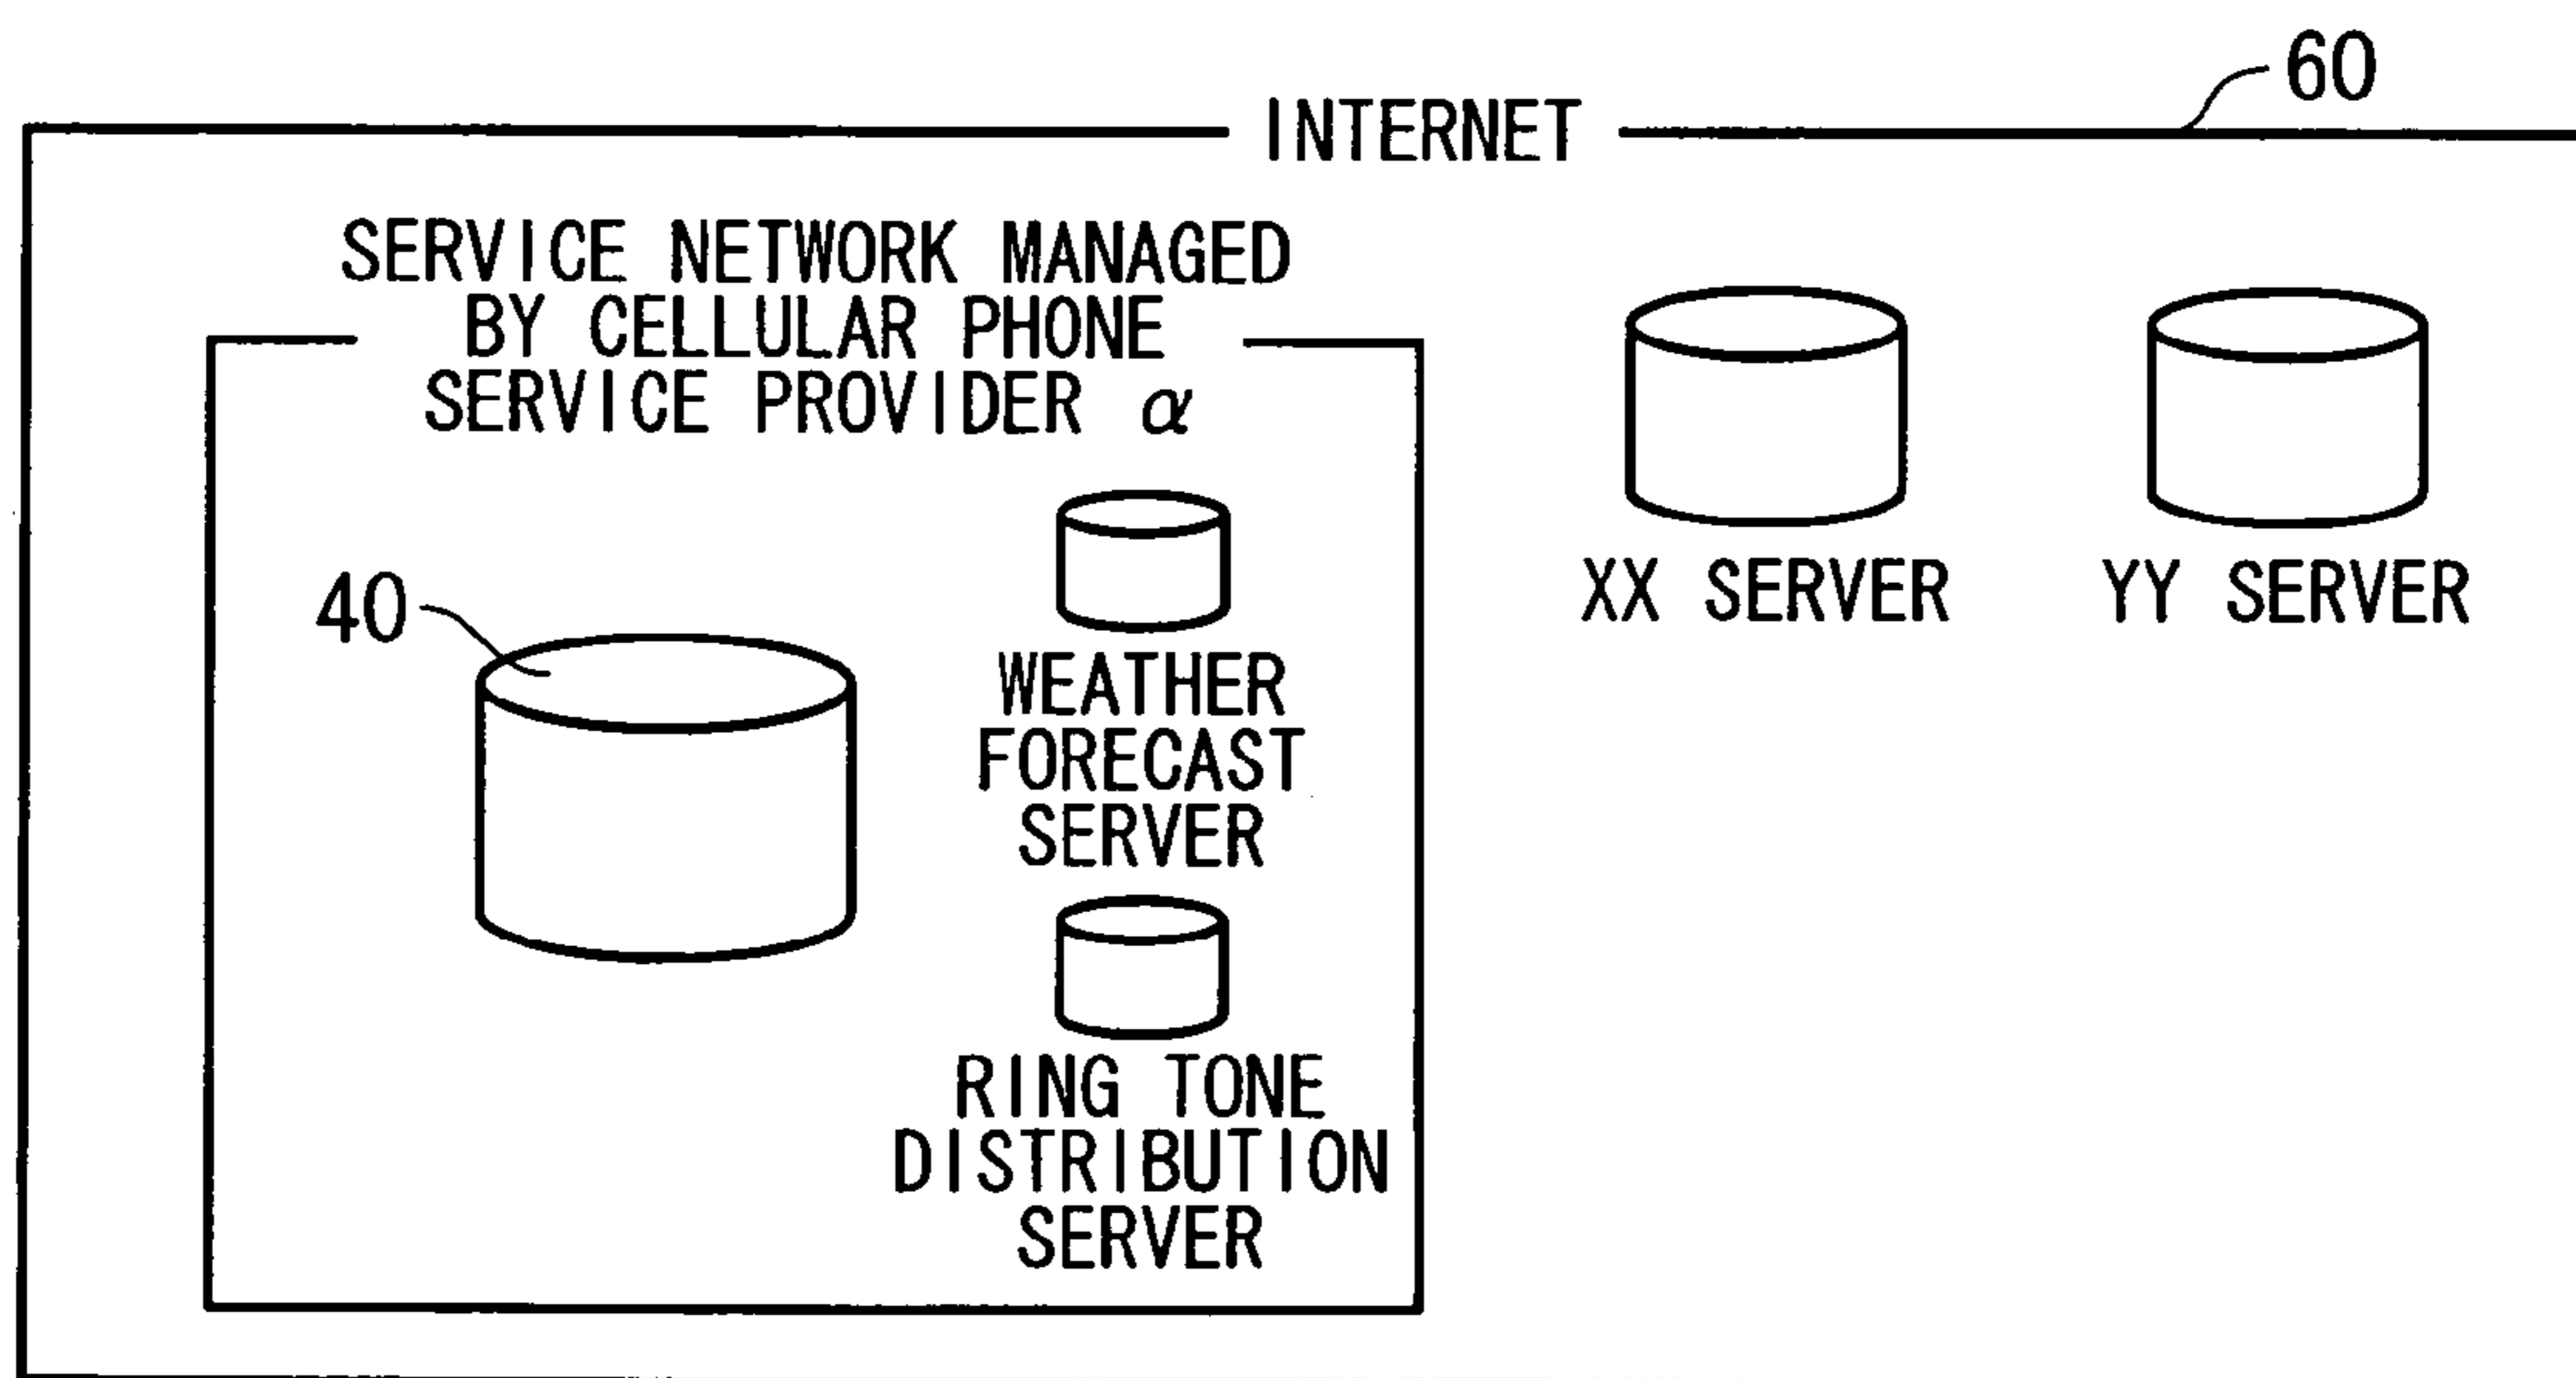 60
INTERNET
SERVICE NETWORK MANAGED
BY CELLULAR PHONE
SERVICE PROVIDER α
40
WEATHER
FORECAST
SERVER
RING TONE
DISTRIBUTION
SERVER
XX SERVER
YY SERVER